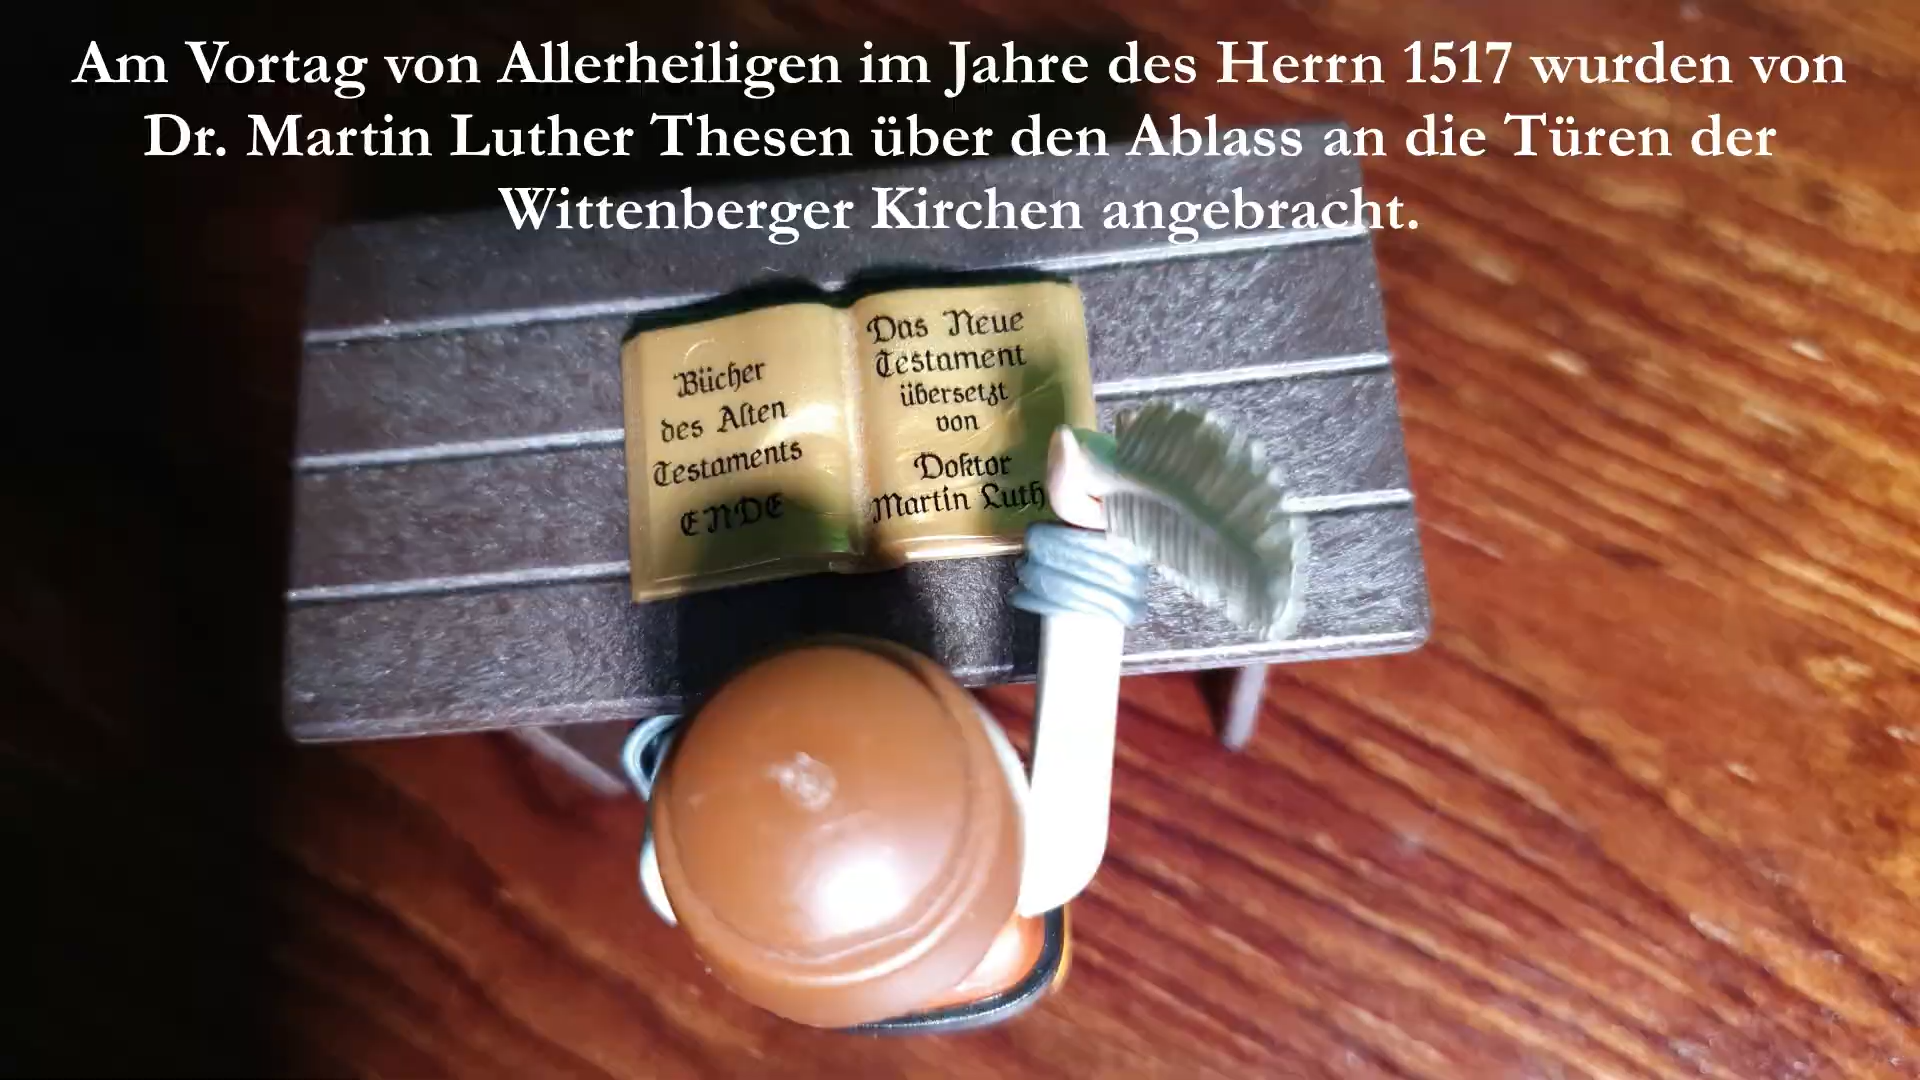 Am Vortag von Allerheiligen im Jahre des Herrn 1517 wurden von
Dr. Martin Luther Thesen über den Ablass an die Türen der
Wittenberger Kirchen angebracht.
Bücher
des Alten
Testaments
ENDE
Das Neue
Testament
übersetzt
von
Doktor
Martin Luth